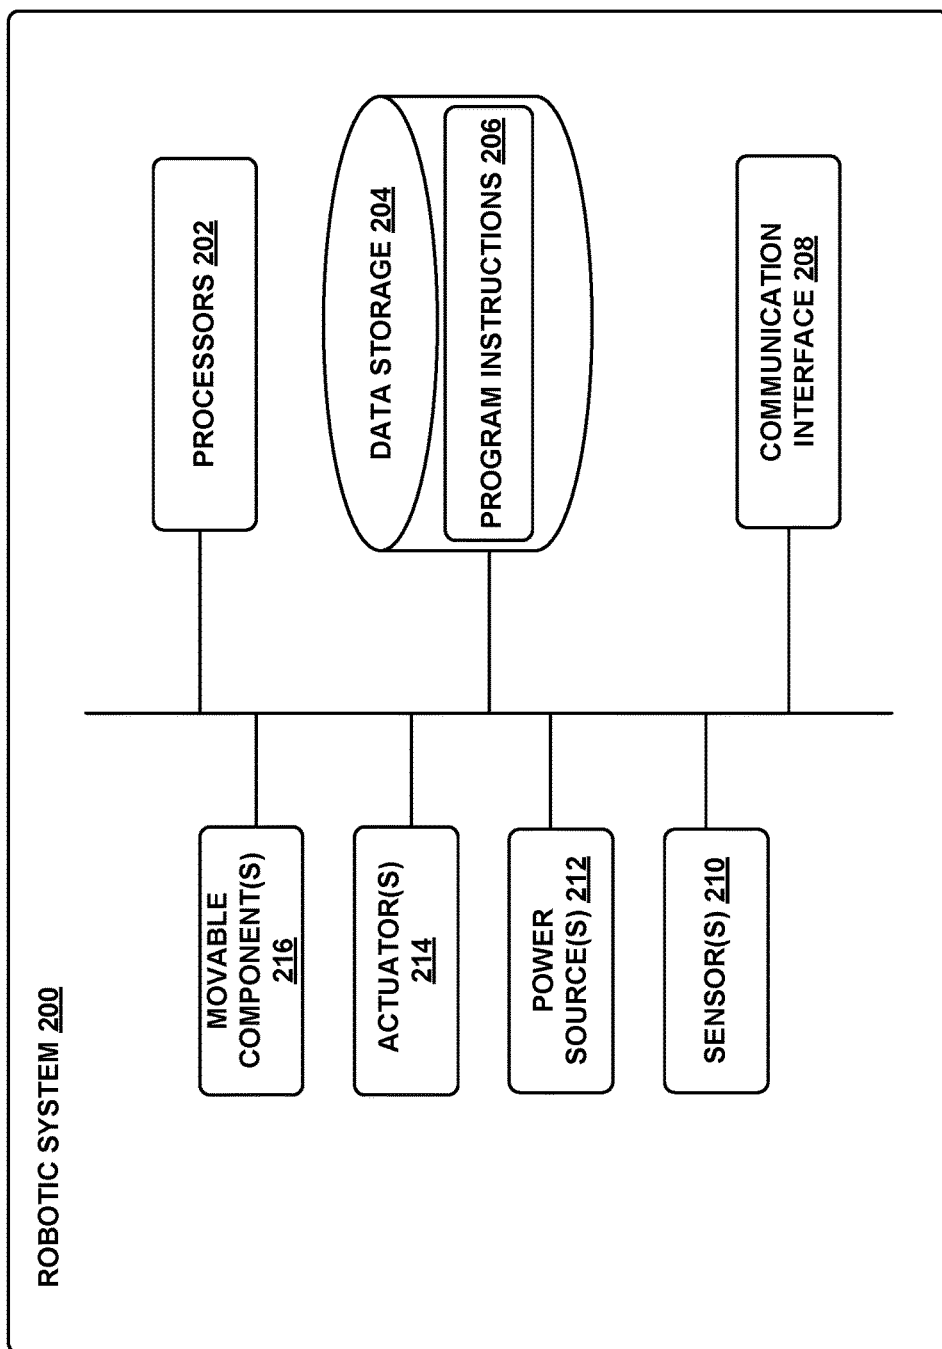 ROBOTIC SYSTEM 200
MOVABLE
COMPONENT(S)
216
ACTUATOR(S)
214
POWER
SOURCE(S) 212
SENSOR(S) 210
PROCESSORS 202
DATA STORAGE 204
PROGRAM INSTRUCTIONS 206
COMMUNICATION
INTERFACE 208